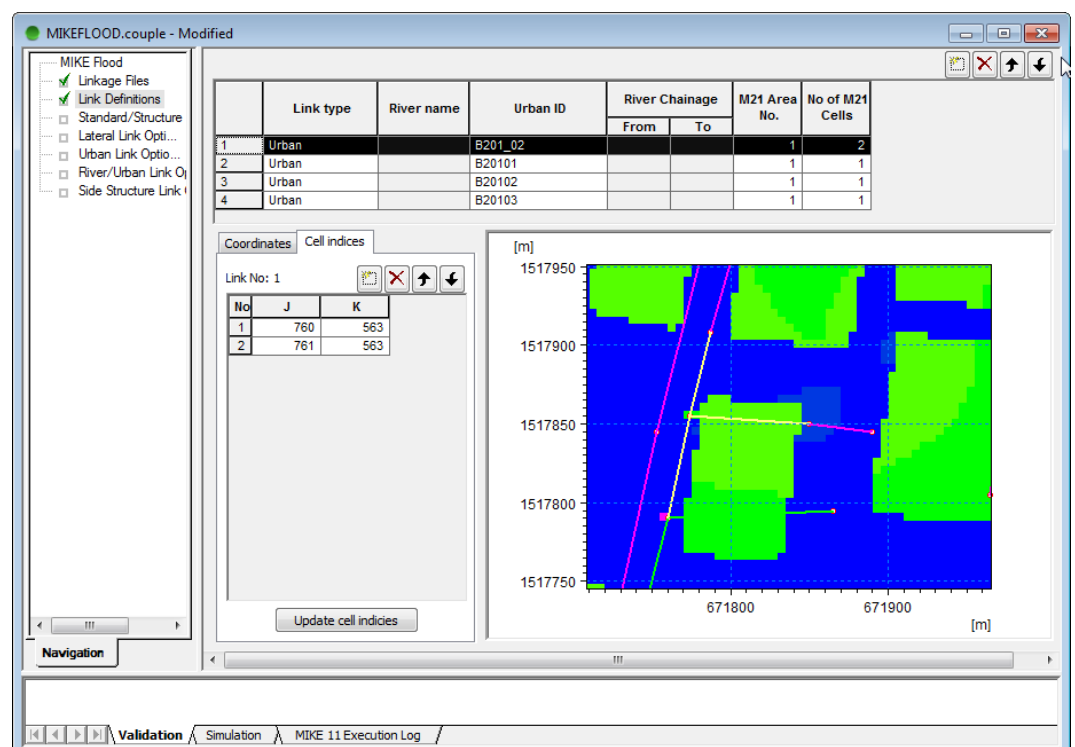 MIKEFLOOD.couple - Modified
MIKE Flood
Linkage Files
Link Definitions
Standard/Structure
Lateral Link Opti...
Urban Link Optio...
River/Urban Link O
Side Structure Link
Navigation
Link type River name Urban ID River Chainage M21 Area No. No of M21 Cells
From To
1 Urban B201_02 1 2
2 Urban B20101 1 1
3 Urban B20102 1 1
4 Urban B20103 1 1
Coordinates Cell indices
Link No: 1
No J K
1 760 563
2 761 563
Update cell indicies
[m]
1517950
1517900
1517850
1517800
1517750
671800 671900
[m]
Validation Simulation MIKE 11 Execution Log